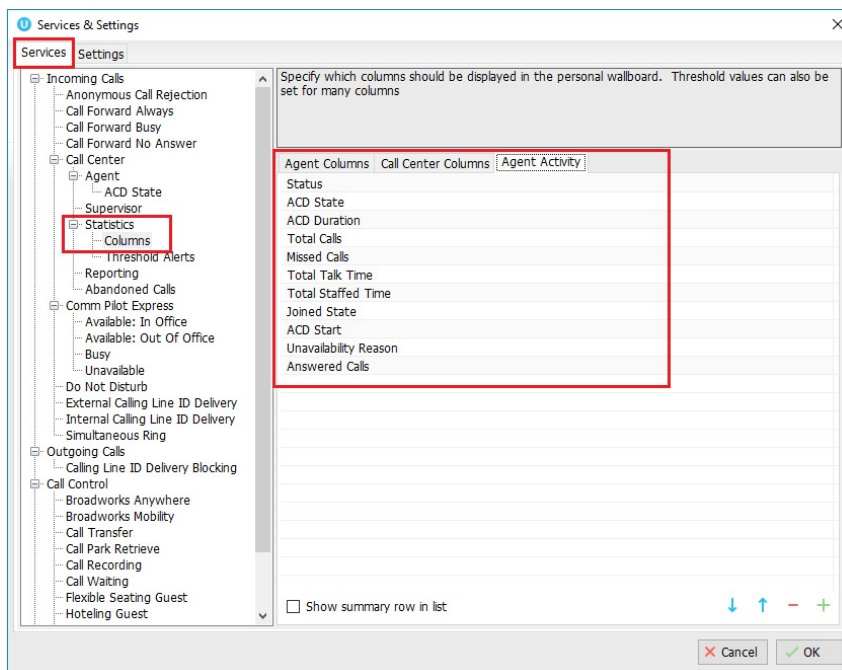 Services & Settings
Services
Settings
Incoming Calls
Anonymous Call Rejection
Call Forward Always
Call Forward Busy
Call Forward No Answer
Call Center
Agent
ACD State
Supervisor
Statistics
Columns
Threshold Alerts
Reporting
Abandoned Calls
Comm Pilot Express
Available: In Office
Available: Out Of Office
Busy
Unavailable
Do Not Disturb
External Calling Line ID Delivery
Internal Calling Line ID Delivery
Simultaneous Ring
Outgoing Calls
Calling Line ID Delivery Blocking
Call Control
Broadworks Anywhere
Broadworks Mobility
Call Transfer
Call Park Retrieve
Call Recording
Call Waiting
Flexible Seating Guest
Hoteling Guest
Specify which columns should be displayed in the personal wallboard. Threshold values can also be
set for many columns
Agent Columns Call Center Columns Agent Activity
Status
ACD State
ACD Duration
Total Calls
Missed Calls
Total Talk Time
Total Staffed Time
Joined State
ACD Start
Unavailability Reason
Answered Calls
Show summary row in list
Cancel
OK